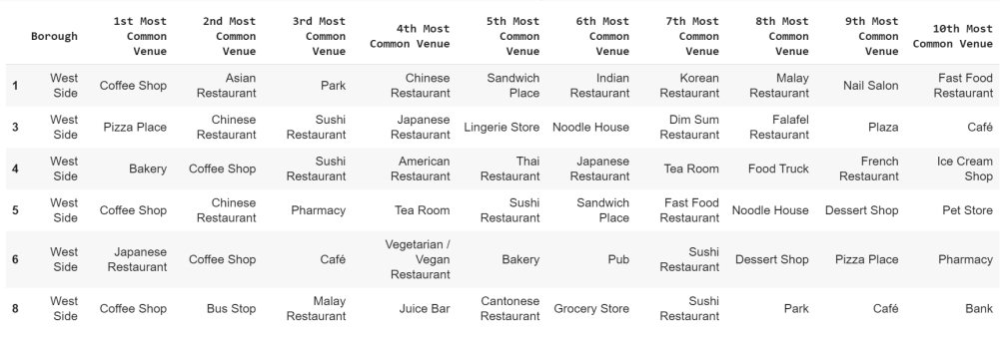 Borough 1st Most Common Venue 2nd Most Common Venue 3rd Most Common Venue 4th Most Common Venue 5th Most Common Venue 6th Most Common Venue 7th Most Common Venue 8th Most Common Venue 9th Most Common Venue 10th Most Common Venue
1 West Side Coffee Shop Asian Restaurant Park Chinese Restaurant Sandwich Place Indian Restaurant Korean Restaurant Malay Restaurant Nail Salon Fast Food Restaurant
3 West Side Pizza Place Chinese Restaurant Sushi Restaurant Japanese Restaurant Lingerie Store Noodle House Dim Sum Restaurant Falafel Restaurant Plaza Café
4 West Side Bakery Coffee Shop Sushi Restaurant American Restaurant Thai Restaurant Japanese Restaurant Tea Room Food Truck French Restaurant Ice Cream Shop
5 West Side Coffee Shop Chinese Restaurant Pharmacy Tea Room Sushi Restaurant Sandwich Place Fast Food Restaurant Noodle House Dessert Shop Pet Store
6 West Side Japanese Restaurant Coffee Shop Café Vegetarian / Vegan Restaurant Bakery Pub Sushi Restaurant Dessert Shop Pizza Place Pharmacy
8 West Side Coffee Shop Bus Stop Malay Restaurant Juice Bar Cantonese Restaurant Grocery Store Sushi Restaurant Park Café Bank